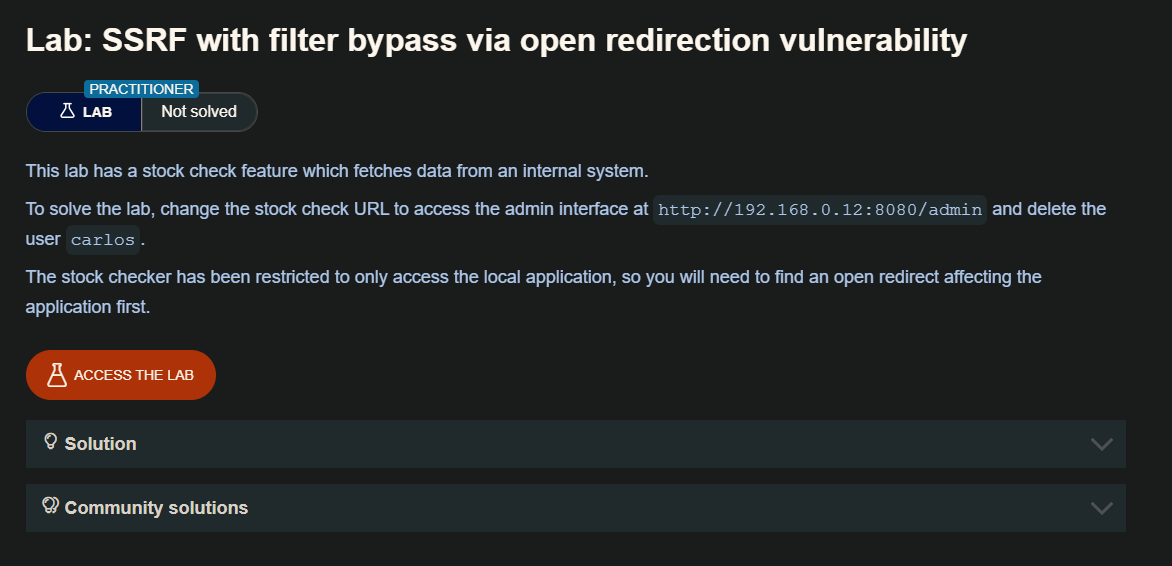 Lab: SSRF with filter bypass via open redirection vulnerability
PRACTITIONER
LAB Not solved
This lab has a stock check feature which fetches data from an internal system.
To solve the lab, change the stock check URL to access the admin interface at http://192.168.0.12:8080/admin and delete the
user carlos.
The stock checker has been restricted to only access the local application, so you will need to find an open redirect affecting the
application first.
ACCESS THE LAB
Solution
Community solutions